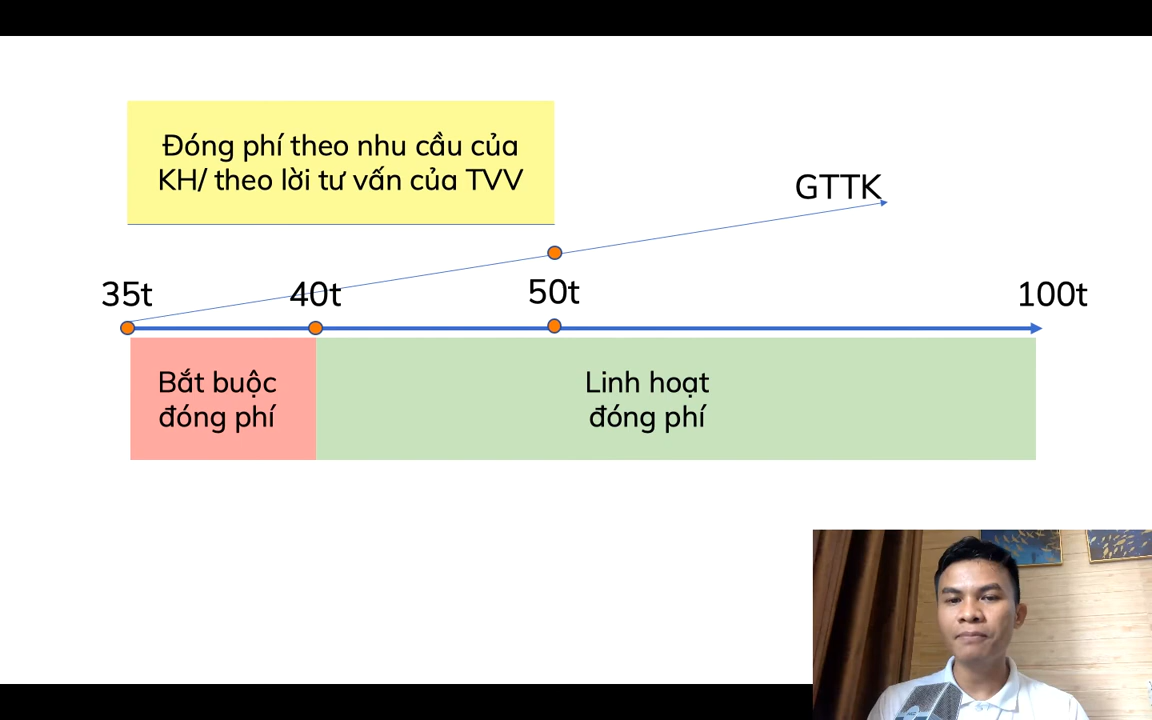 Đóng phí theo nhu cầu của
KH/ theo lời tư vấn của TVV
GTTK
35t
40t
50t
100t
Bắt buộc
đóng phí
Linh hoạt
đóng phí